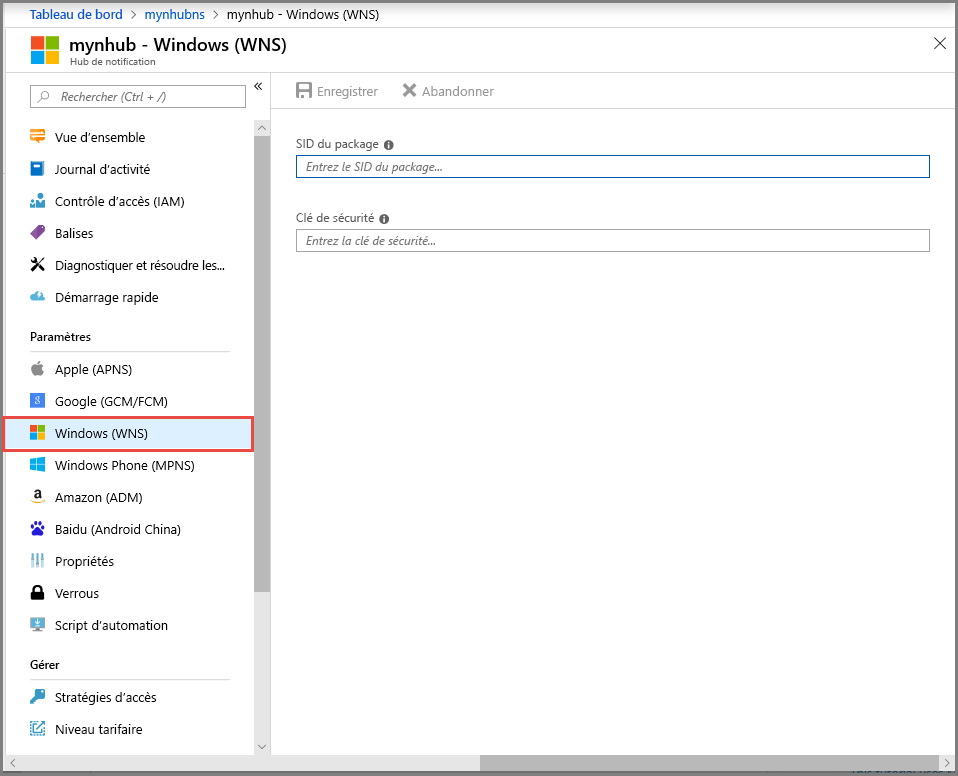 Tableau de bord > mynhubns > mynhub - Windows (WNS)
mynhub - Windows (WNS)
Hub de notification
Rechercher (Ctrl + /)
«
Vue d'ensemble
Journal d'activité
Contrôle d'accès (IAM)
Balises
Diagnostiquer et résoudre les...
Démarrage rapide
Paramètres
Apple (APNS)
Google (GCM/FCM)
Windows (WNS)
Windows Phone (MPNS)
Amazon (ADM)
Baidu (Android China)
Propriétés
Verrous
Script d'automation
Gérer
Stratégies d'accès
Niveau tarifaire
Enregistrer Abandonner
SID du package
Entrez le SID du package...
Clé de sécurité
Entrez la clé de sécurité...